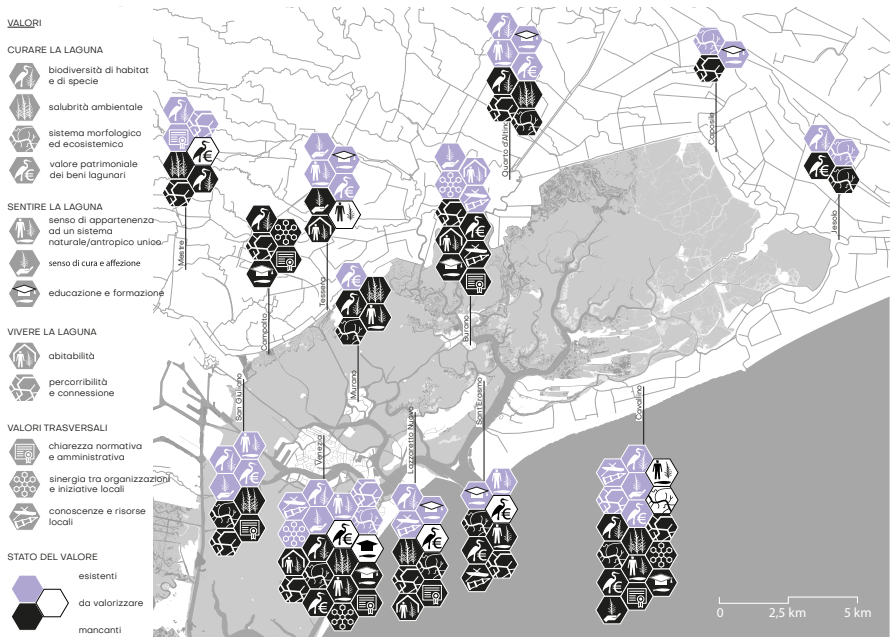 VALORI
CURARE LA LAGUNA
biodiversità di habitat
e di specie
salubrità ambientale
sistema morfologico
ed ecosistemico
valore patrimoniale
dei beni lagunari
SENTIRE LA LAGUNA
senso di appartenenza
ad un sistema
naturale/antropico unico
senso di cura e affezione
educazione e formazione
VIVERE LA LAGUNA
abitabilità
percorribilità
e connessione
VALORI TRASVERSALI
chiarezza normativa
e amministrativa
sinergia tra organizzazioni
e iniziative locali
conoscenze e risorse
locali
STATO DEL VALORE
esistenti
da valorizzare
mancanti
Mestre
Campalto
Tessera
San Giuliano
Murano
Venezia
Lazzaretto Nuovo
Burano
Sant'Erasmo
Quarto d'Altino
Caposile
Jesolo
Cavallino
0
2,5 km
5 km